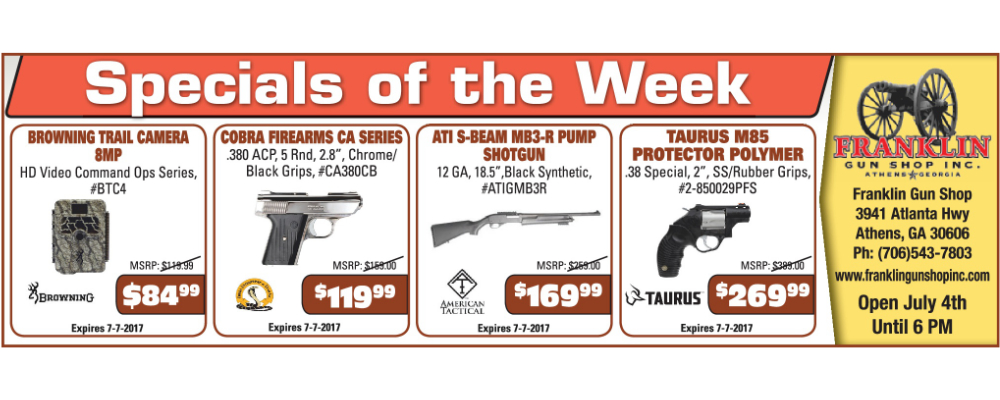 Specials of the Week
BROWNING TRAIL CAMERA
8MP
HD Video Command Ops Series,
#BTC4
MSRP: $119.99
BROWNING
$84.99
Expires 7-7-2017
COBRA FIREARMS CA SERIES
.380 ACP, 5 Rnd, 2.8", Chrome/
Black Grips, #CA380CB
MSRP: $159.00
$119.99
Expires 7-7-2017
ATI S-BEAM MB3-R PUMP
SHOTGUN
12 GA, 18.5",Black Synthetic,
#ATIGMB3R
MSRP: $259.00
AMERICAN
TACTICAL
$169.99
Expires 7-7-2017
TAURUS M85
PROTECTOR POLYMER
.38 Special, 2", SS/Rubber Grips,
#2-850029PFS
MSRP: $389.00
TAURUS
$269.99
Expires 7-7-2017
FRANKLIN
GUN SHOP INC.
ATHENS GEORGIA
Franklin Gun Shop
3941 Atlanta Hwy
Athens, GA 30606
Ph: (706)543-7803
www.franklingunshopinc.com
Open July 4th
Until 6 PM